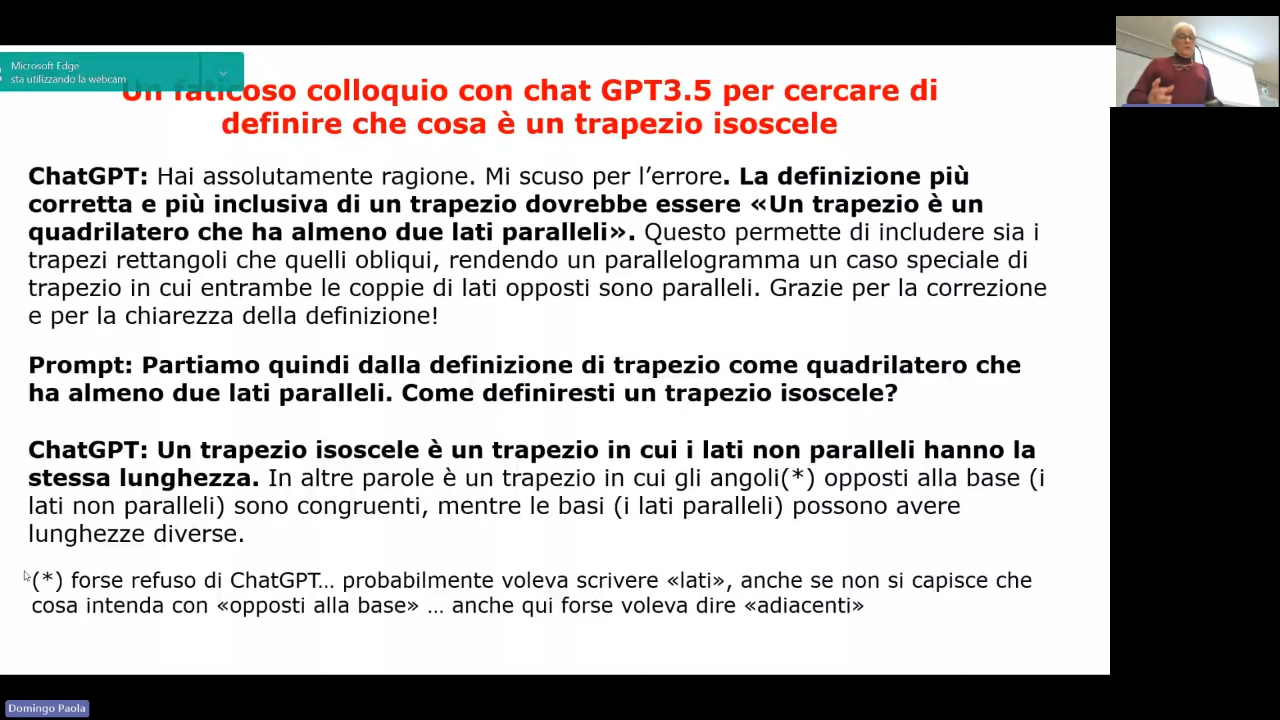 Microsoft Edge
sta utilizzando la webcam
Un faticoso colloquio con chat GPT3.5 per cercare di
definire che cosa è un trapezio isoscele
ChatGPT: Hai assolutamente ragione. Mi scuso per l’errore. La definizione più
corretta e più inclusiva di un trapezio dovrebbe essere «Un trapezio è un
quadrilatero che ha almeno due lati paralleli». Questo permette di includere sia i
trapezi rettangoli che quelli obliqui, rendendo un parallelogramma un caso speciale di
trapezio in cui entrambe le coppie di lati opposti sono paralleli. Grazie per la correzione
e per la chiarezza della definizione!
Prompt: Partiamo quindi dalla definizione di trapezio come quadrilatero che
ha almeno due lati paralleli. Come definiresti un trapezio isoscele?
ChatGPT: Un trapezio isoscele è un trapezio in cui i lati non paralleli hanno la
stessa lunghezza. In altre parole è un trapezio in cui gli angoli(*) opposti alla base (i
lati non paralleli) sono congruenti, mentre le basi (i lati paralleli) possono avere
lunghezze diverse.
(*) forse refuso di ChatGPT… probabilmente voleva scrivere «lati», anche se non si capisce che
cosa intenda con «opposti alla base» … anche qui forse voleva dire «adiacenti»
Domingo Paola